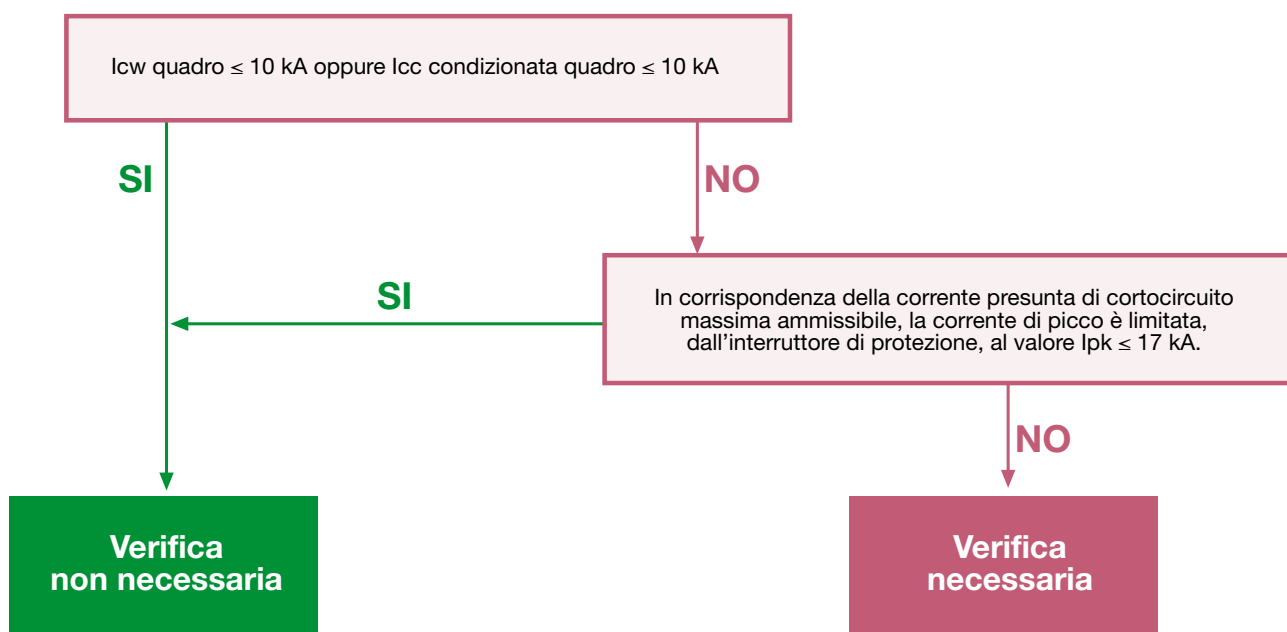 Icw quadro ≤ 10 kA oppure Icc condizionata quadro ≤ 10 kA
SI
NO
SI
In corrispondenza della corrente presunta di cortocircuito
massima ammissibile, la corrente di picco è limitata,
dall’interruttore di protezione, al valore Ipk ≤ 17 kA.
NO
Verifica
non necessaria
Verifica
necessaria